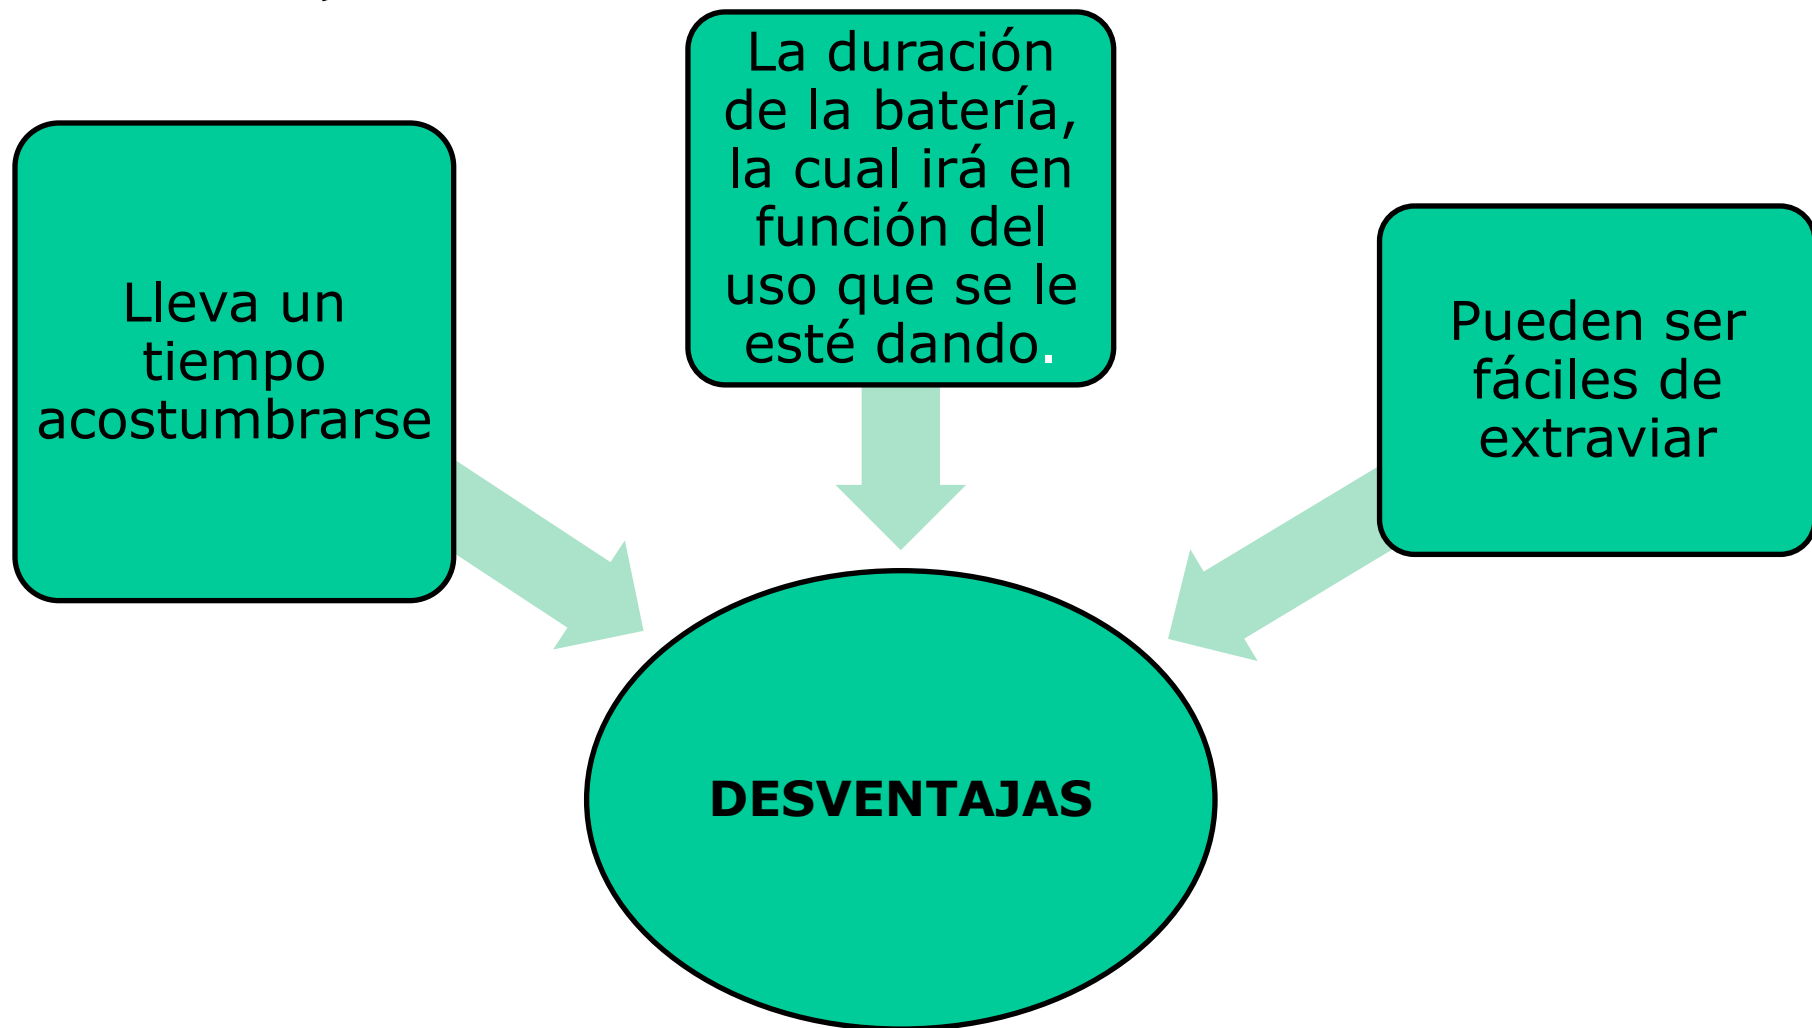 Lleva un
tiempo
acostumbrarse
La duración
de la batería,
la cual irá en
función del
uso que se le
esté dando.
Pueden ser
fáciles de
extraviar
DESVENTAJAS